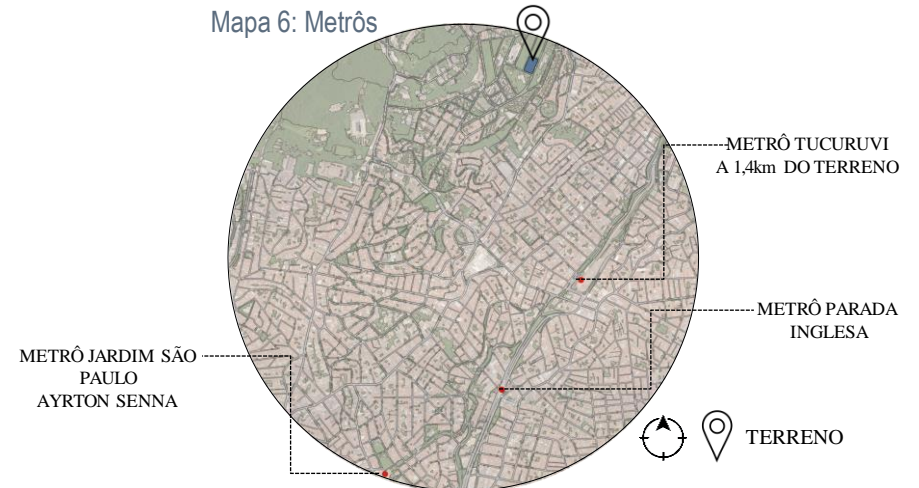 Mapa 6: Metrôs
METRÔ TUCURUVI
A 1,4km DO TERRENO
METRÔ PARADA
INGLESA
METRÔ JARDIM SÃO
PAULO
AYRTON SENNA
TERRENO